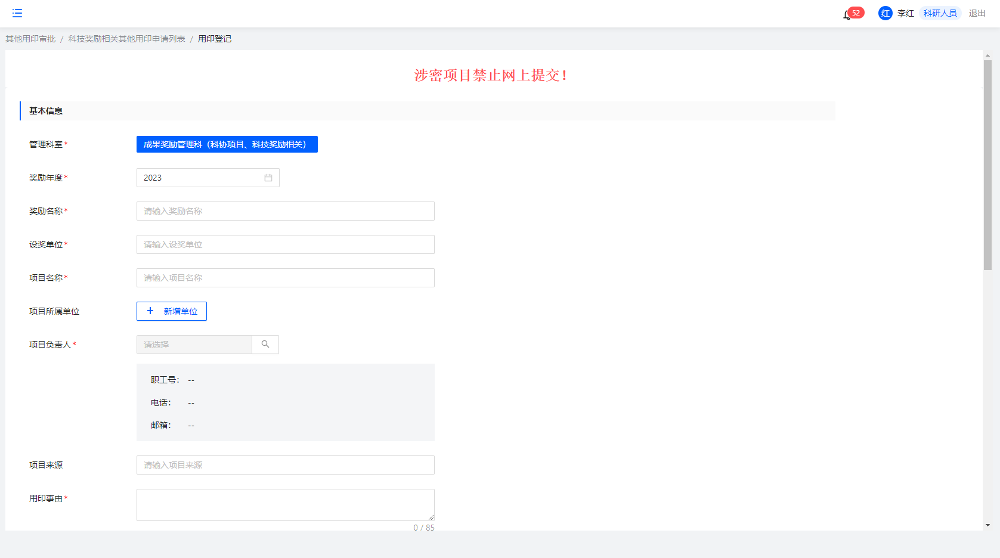 52 红 李红 科研人员 退出
其他用印审批 / 科技奖励相关其他用印申请列表 / 用印登记
涉密项目禁止网上提交！
基本信息
管理科室* 成果奖励管理科（科协项目、科技奖励相关）
奖励年度* 2023
奖励名称* 请输入奖励名称
设奖单位* 请输入设奖单位
项目名称* 请输入项目名称
项目所属单位 + 新增单位
项目负责人* 请选择
职工号： --
电话： --
邮箱： --
项目来源 请输入项目来源
用印事由*
0 / 85